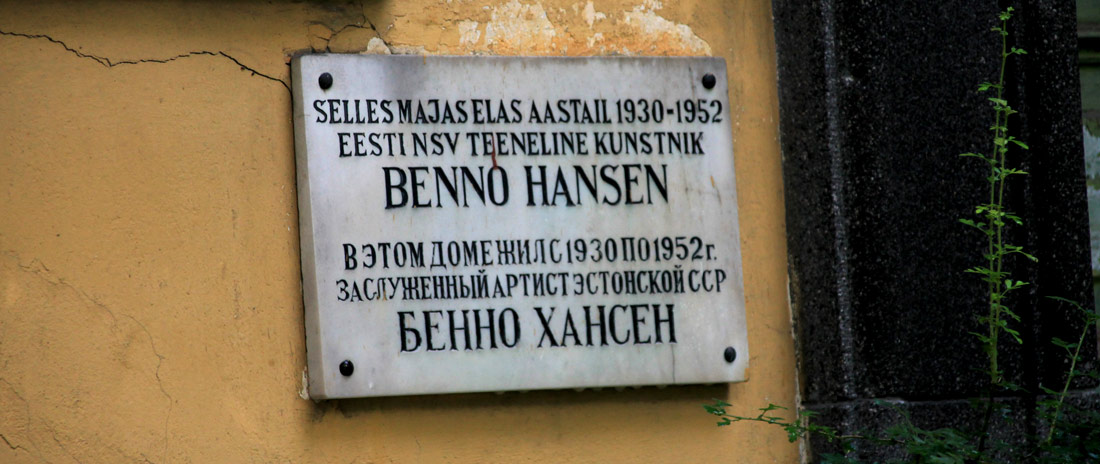 SELLES MAJAS ELAS AASTAIL 1930-1952
EESTI NSV TEENELINE KUNSTNIK
BENNO HANSEN
В ЭТОМ ДОМЕ ЖИЛ С 1930 ПО 1952 г.
ЗАСЛУЖЕННЫЙ АРТИСТ ЭСТОНСКОЙ ССР
БЕННО ХАНСЕН